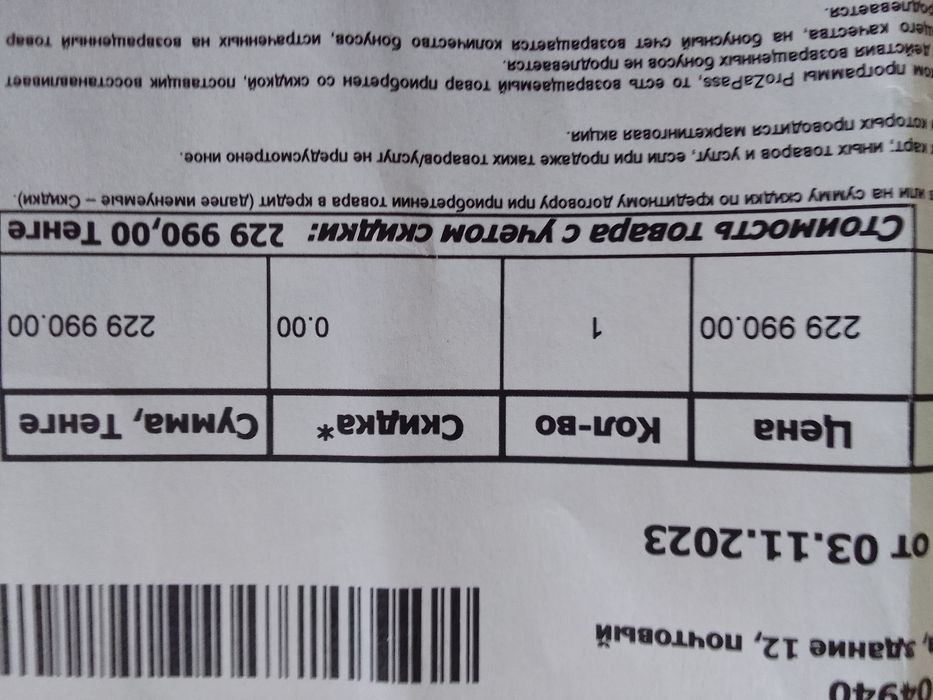 04940
здание 12, почтовый
от 03.11.2023
Цена Кол-во Скидка* Сумма, Тенге
229 990.00 1 0.00 229 990.00
Стоимость товара с учетом скидки: 229 990,00 Тенге
или на сумму скидки по кредитному договору при приобретении товара в кредит (далее именуемые – Скидки).
карт; иных товаров и услуг, если при продаже таких товаров/услуг не предусмотрено иное.
которых проводится маркетинговая акция.
программы ProZaPass, то есть возвращаемый товар приобретен со скидкой, поставщик восстанавливает
действия возвращенных бонусов не продлевается.
качества, на бонусный счет возвращается количество бонусов, истраченных на возвращенный товар